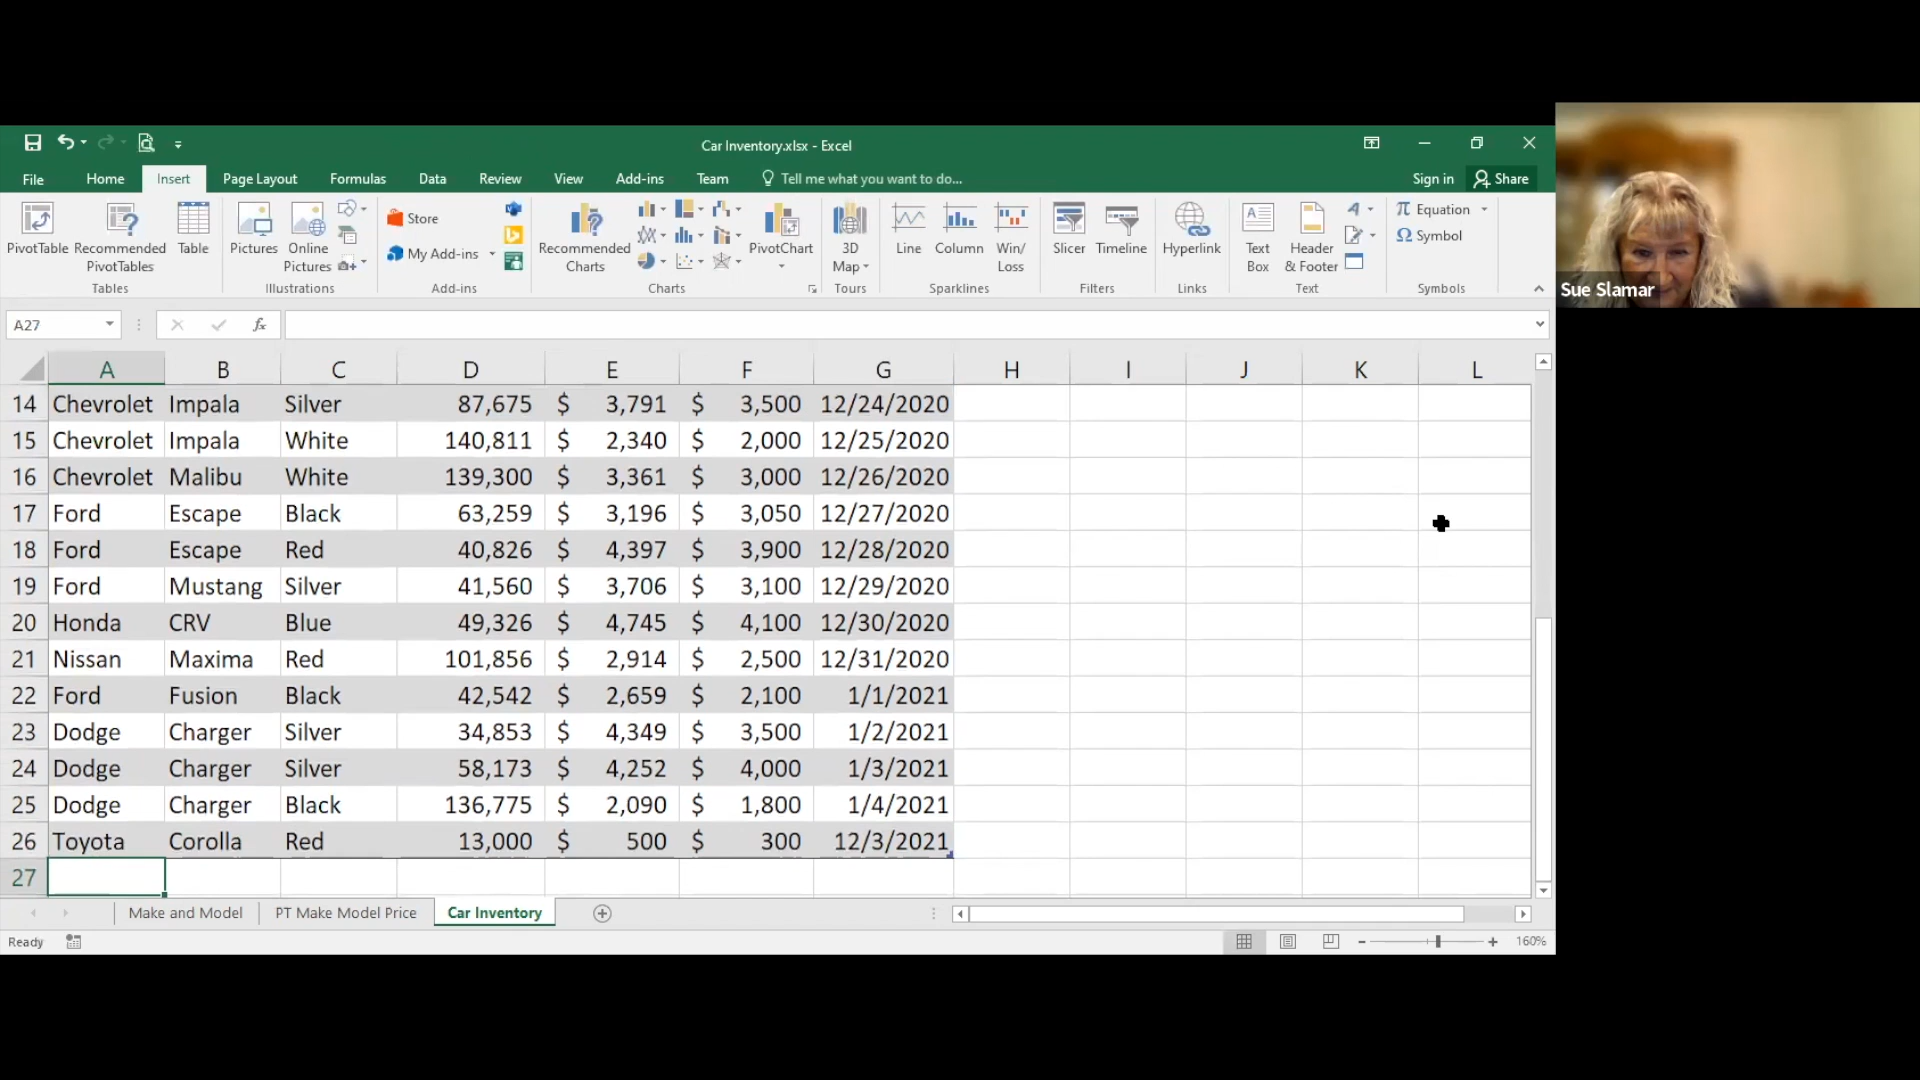 Car Inventory.xlsx - Excel
File Home Insert Page Layout Formulas Data Review View Add-ins Team Tell me what you want to do... Sign in Share
PivotTable Recommended PivotTables Table Pictures Online Pictures Store My Add-ins Recommended Charts PivotChart 3D Map Line Column Win/Loss Slicer Timeline Hyperlink Text Box Header & Footer Equation Symbol
Tables Illustrations Add-ins Charts Tours Sparklines Filters Links Text Symbols
Sue Slamar
A27 fx
A B C D E F G H I J K L
14 Chevrolet Impala Silver 87,675 $ 3,791 $ 3,500 12/24/2020
15 Chevrolet Impala White 140,811 $ 2,340 $ 2,000 12/25/2020
16 Chevrolet Malibu White 139,300 $ 3,361 $ 3,000 12/26/2020
17 Ford Escape Black 63,259 $ 3,196 $ 3,050 12/27/2020
18 Ford Escape Red 40,826 $ 4,397 $ 3,900 12/28/2020
19 Ford Mustang Silver 41,560 $ 3,706 $ 3,100 12/29/2020
20 Honda CRV Blue 49,326 $ 4,745 $ 4,100 12/30/2020
21 Nissan Maxima Red 101,856 $ 2,914 $ 2,500 12/31/2020
22 Ford Fusion Black 42,542 $ 2,659 $ 2,100 1/1/2021
23 Dodge Charger Silver 34,853 $ 4,349 $ 3,500 1/2/2021
24 Dodge Charger Silver 58,173 $ 4,252 $ 4,000 1/3/2021
25 Dodge Charger Black 136,775 $ 2,090 $ 1,800 1/4/2021
26 Toyota Corolla Red 13,000 $ 500 $ 300 12/3/2021
27
Make and Model PT Make Model Price Car Inventory
Ready 160%